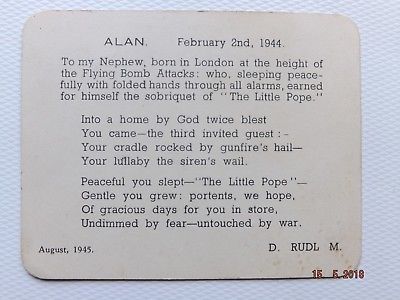 ALAN. February 2nd, 1944.
To my Nephew, born in London at the height of
the Flying Bomb Attacks: who, sleeping peace-
fully with folded hands through all alarms, earned
for himself the sobriquet of "The Little Pope."
Into a home by God twice blest
You came—the third invited guest :-
Your cradle rocked by gunfire's hail—
Your lullaby the siren's wail.
Peaceful you slept—"The Little Pope"—
Gentle you grew: portents, we hope,
Of gracious days for you in store,
Undimmed by fear—untouched by war.
August, 1945. D. RUDL M.
15 5 2018